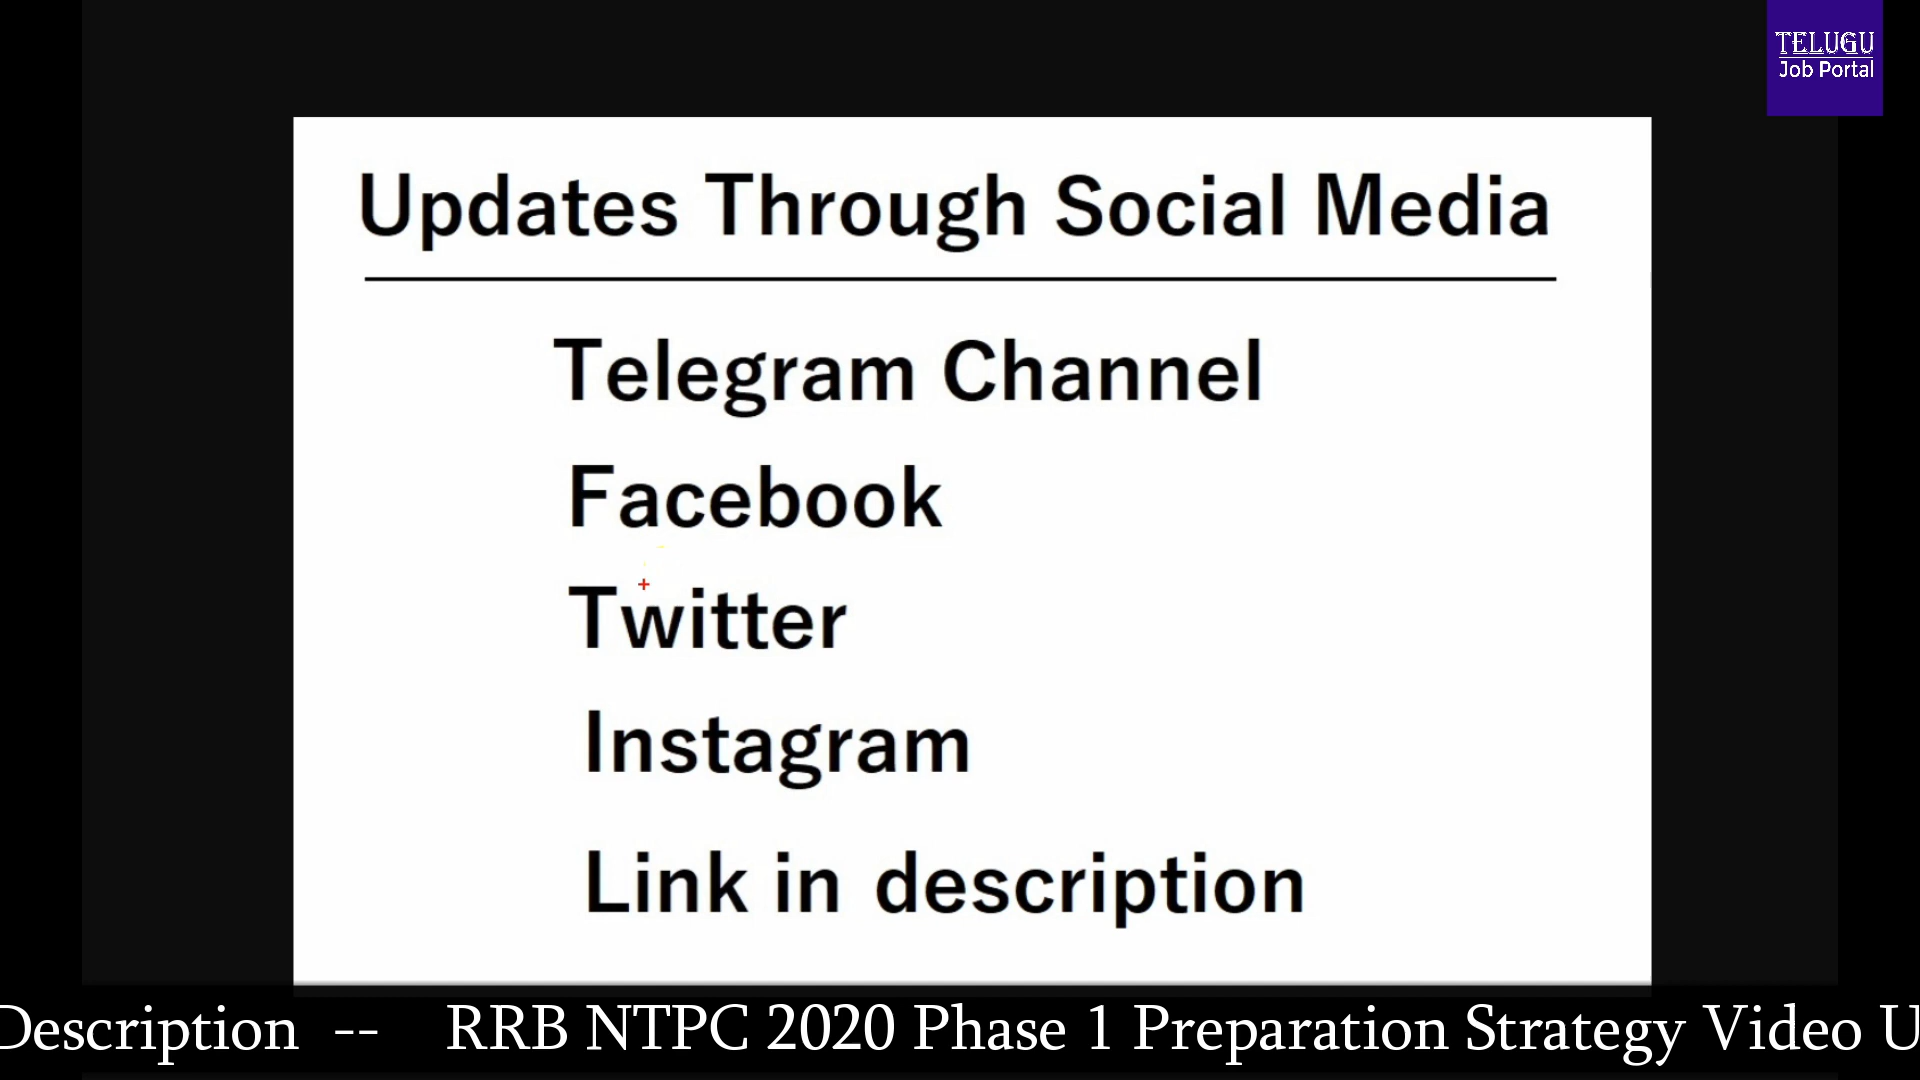 TELUGU
Job Portal
Updates Through Social Media
Telegram Channel
Facebook
Twitter
Instagram
Link in description
Description -- RRB NTPC 2020 Phase 1 Preparation Strategy Video U